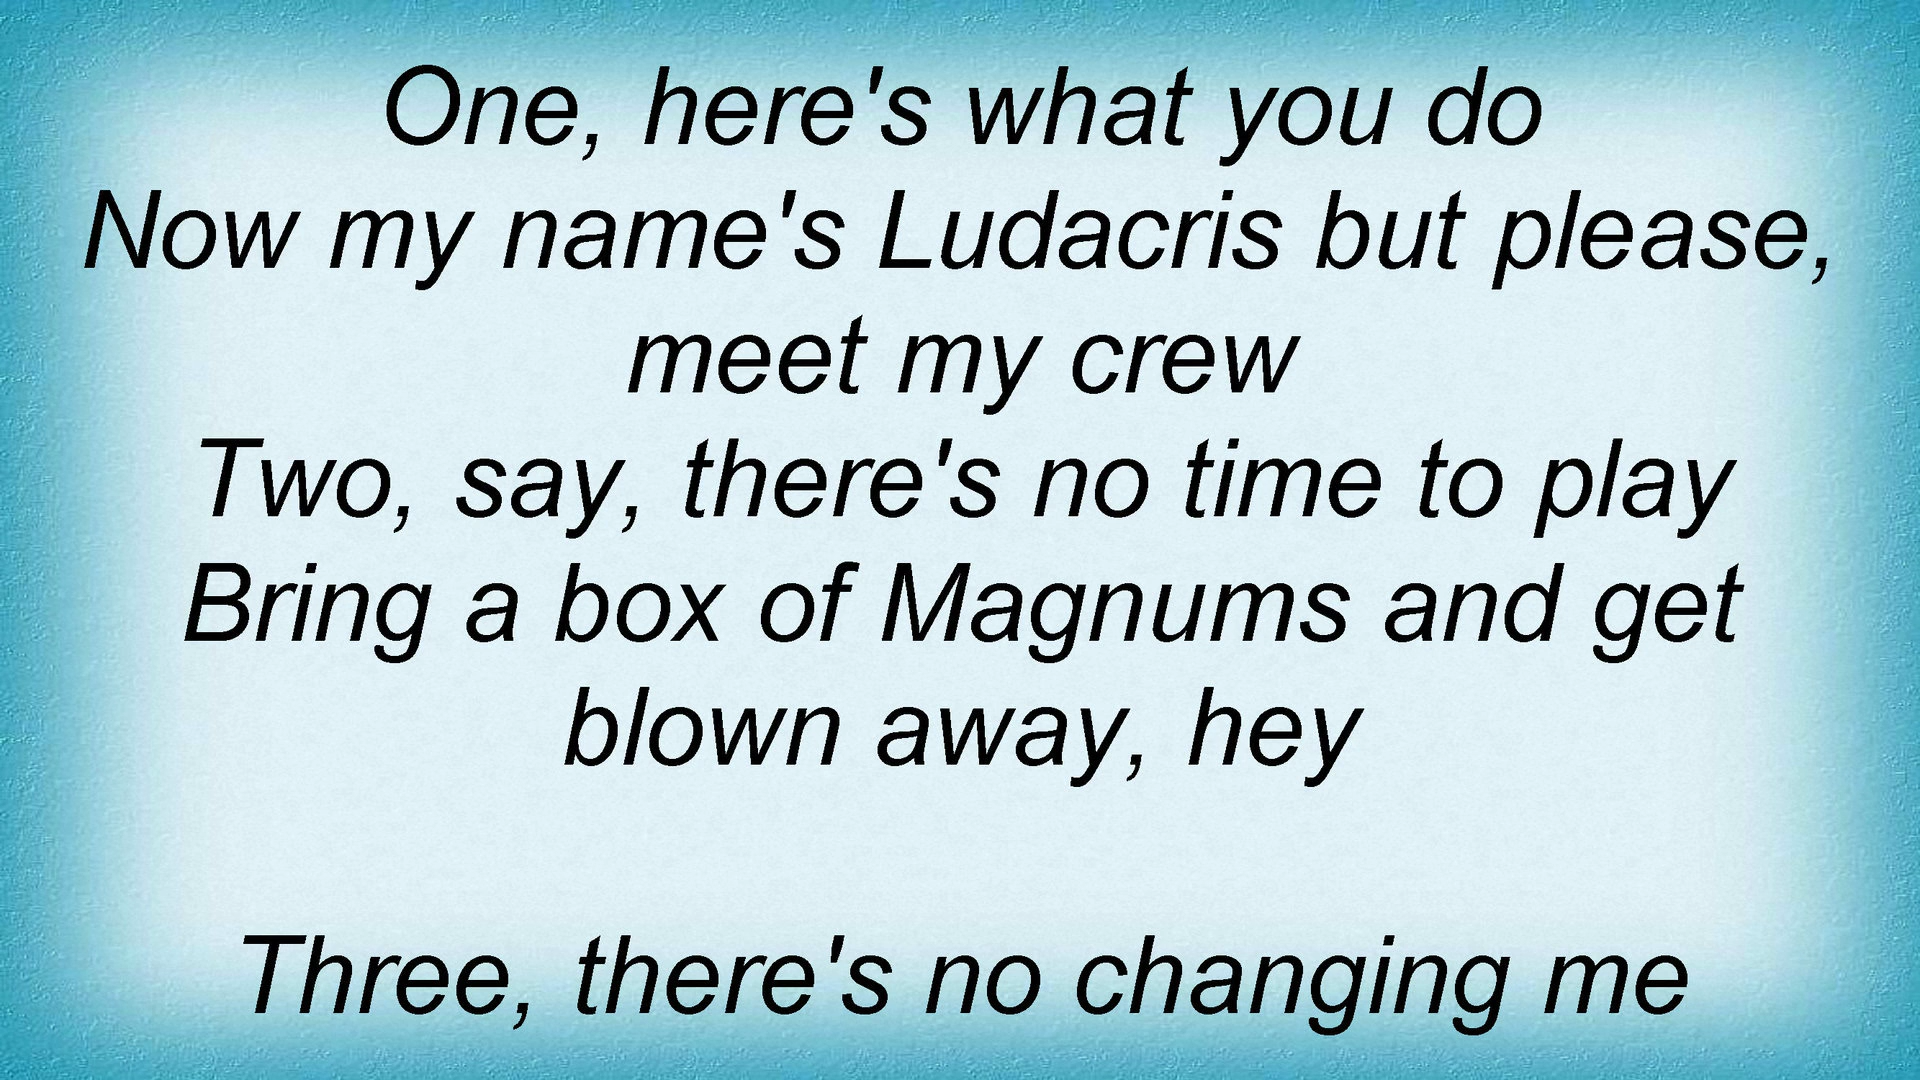 One, here's what you do
Now my name's Ludacris but please,
meet my crew
Two, say, there's no time to play
Bring a box of Magnums and get
blown away, hey
Three, there's no changing me